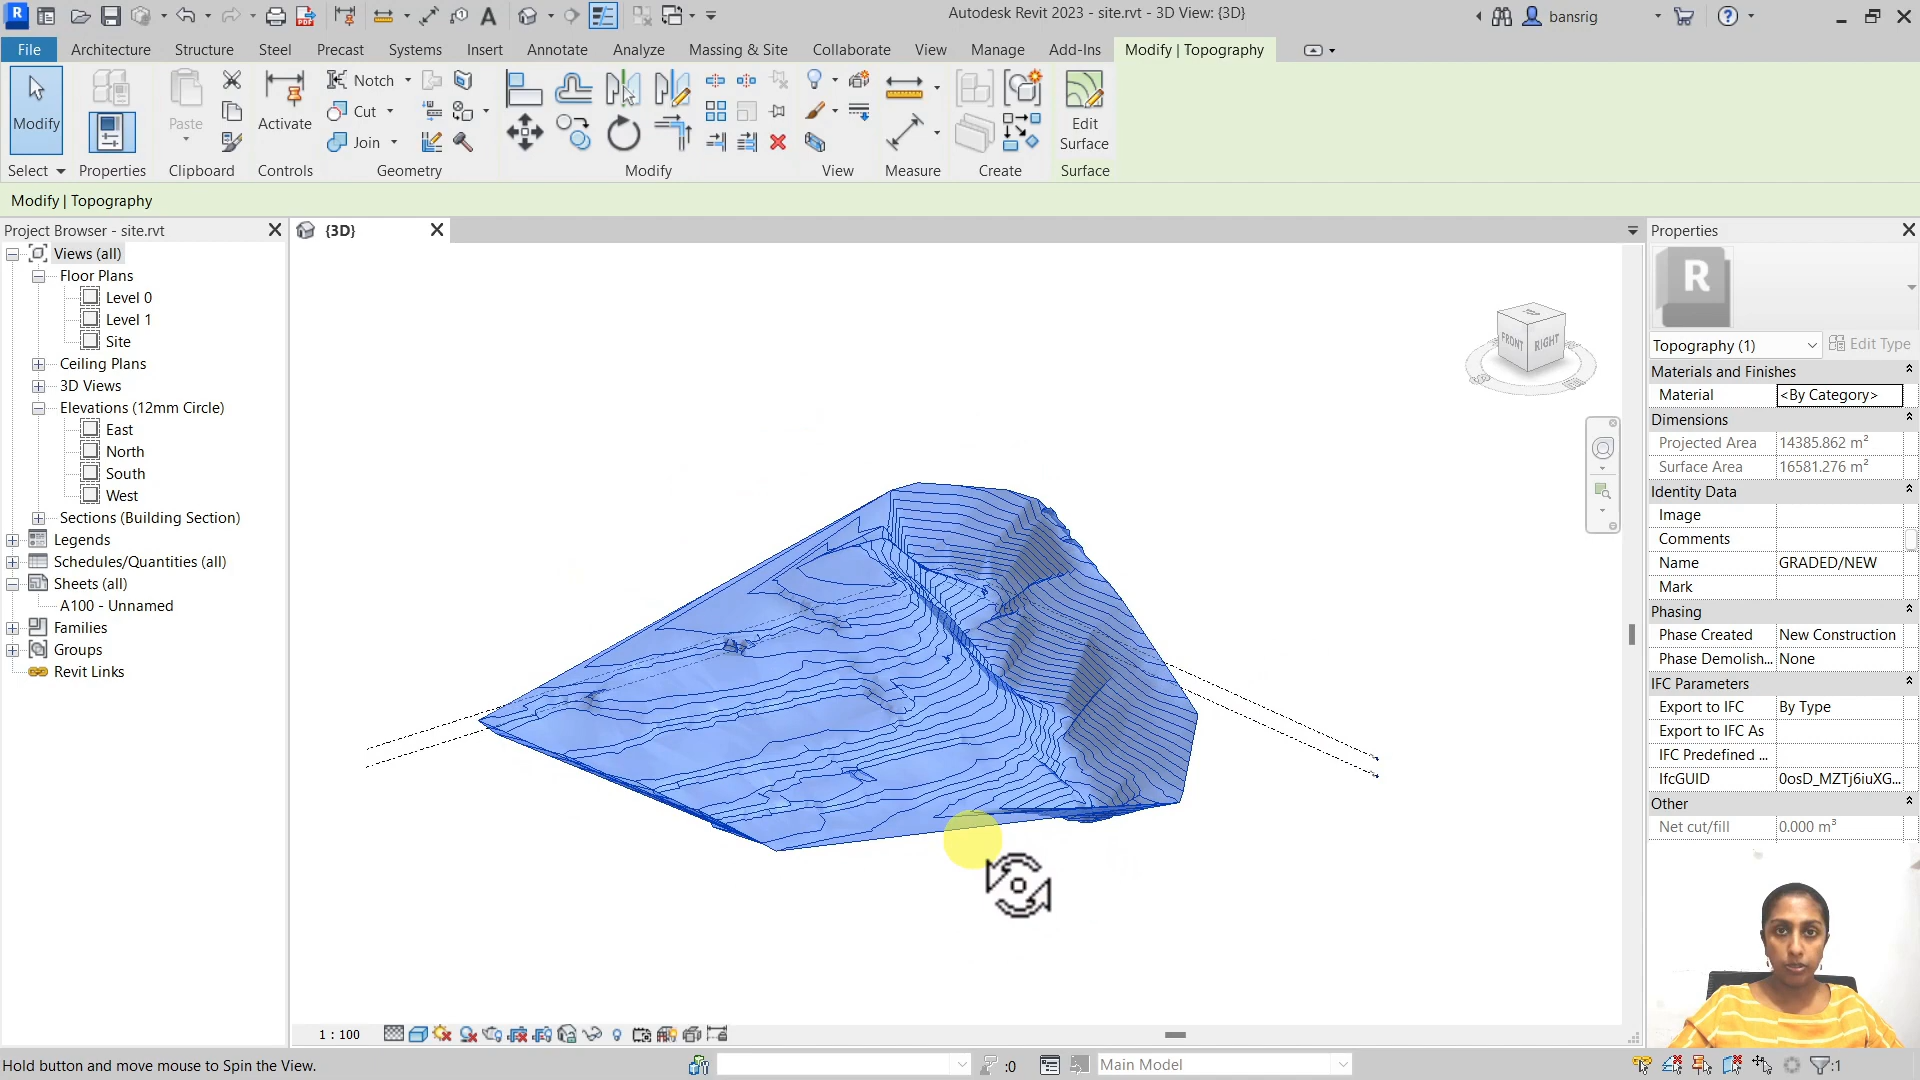 Autodesk Revit 2023 - site.rvt - 3D View: {3D}
bansrig
File
Architecture
Structure
Steel
Precast
Systems
Insert
Annotate
Analyze
Massing & Site
Collaborate
View
Manage
Add-Ins
Modify | Topography
Modify
Paste
Activate
Notch
Cut
Join
Edit
Surface
Select
Properties
Clipboard
Controls
Geometry
Modify
View
Measure
Create
Surface
Modify | Topography
Project Browser - site.rvt
Views (all)
Floor Plans
Level 0
Level 1
Site
Ceiling Plans
3D Views
Elevations (12mm Circle)
East
North
South
West
Sections (Building Section)
Legends
Schedules/Quantities (all)
Sheets (all)
A100 - Unnamed
Families
Groups
Revit Links
{3D}
FRONT
RIGHT
1 : 100
Properties
R
Topography (1)
Edit Type
Materials and Finishes
Material <By Category>
Dimensions
Projected Area 14385.862 m²
Surface Area 16581.276 m²
Identity Data
Image
Comments
Name GRADED/NEW
Mark
Phasing
Phase Created New Construction
Phase Demolish... None
IFC Parameters
Export to IFC By Type
Export to IFC As
IFC Predefined ...
IfcGUID 0osD_MZTj6iuXG...
Other
Net cut/fill 0.000 m³
Hold button and move mouse to Spin the View.
:0
Main Model
:1